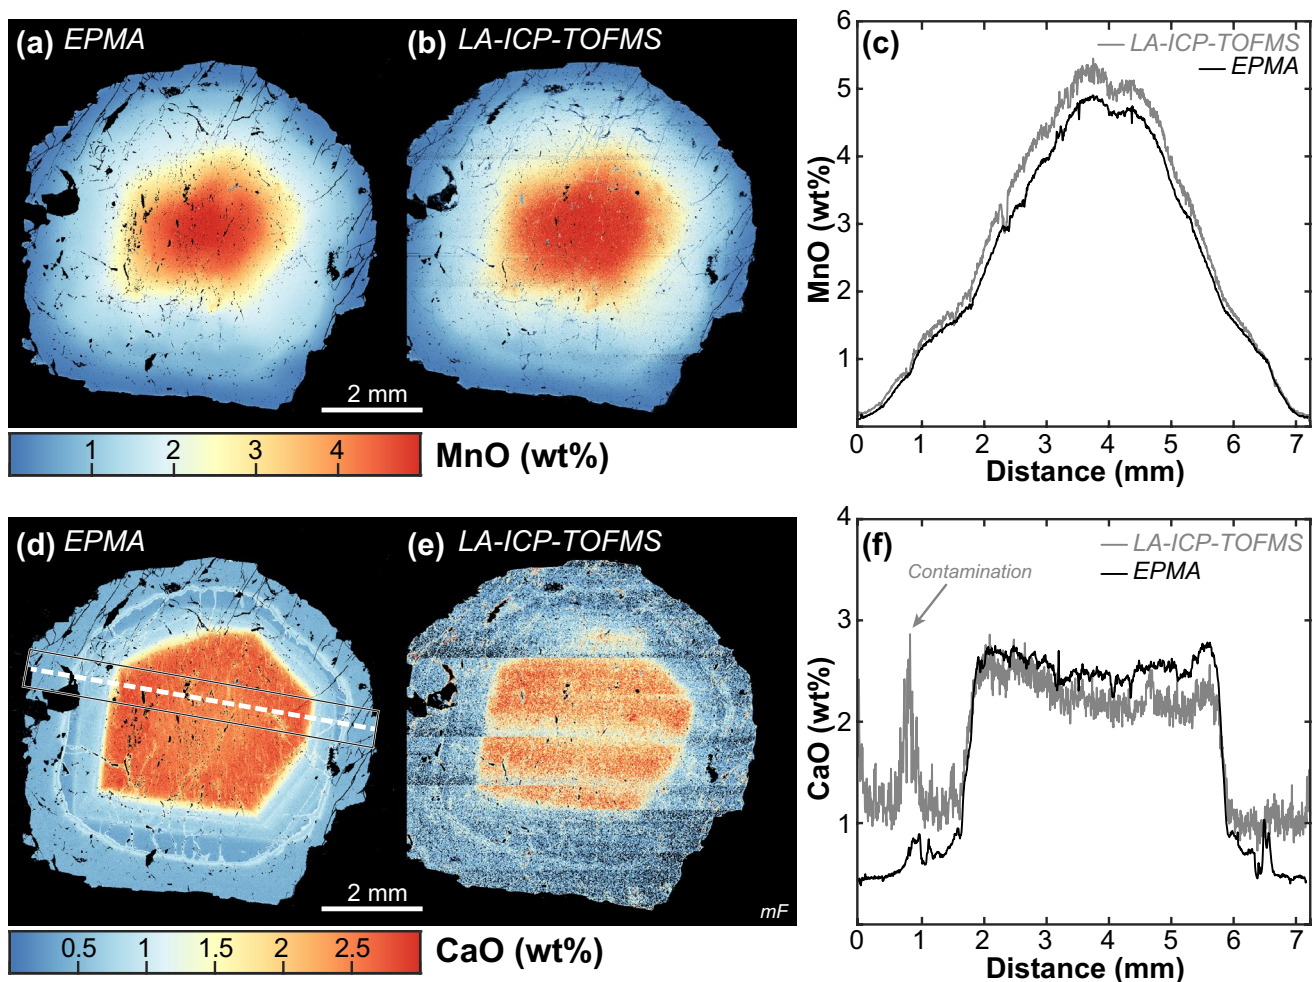 (a) EPMA
(b) LA-ICP-TOFMS
2 mm
1 2 3 4
MnO (wt%)
(c)
LA-ICP-TOFMS
EPMA
MnO (wt%)
6
5
4
3
2
1
0 1 2 3 4 5 6 7
Distance (mm)
(d) EPMA
(e) LA-ICP-TOFMS
2 mm
mF
0.5 1 1.5 2 2.5
CaO (wt%)
(f)
LA-ICP-TOFMS
EPMA
Contamination
CaO (wt%)
4
3
2
1
0 1 2 3 4 5 6 7
Distance (mm)